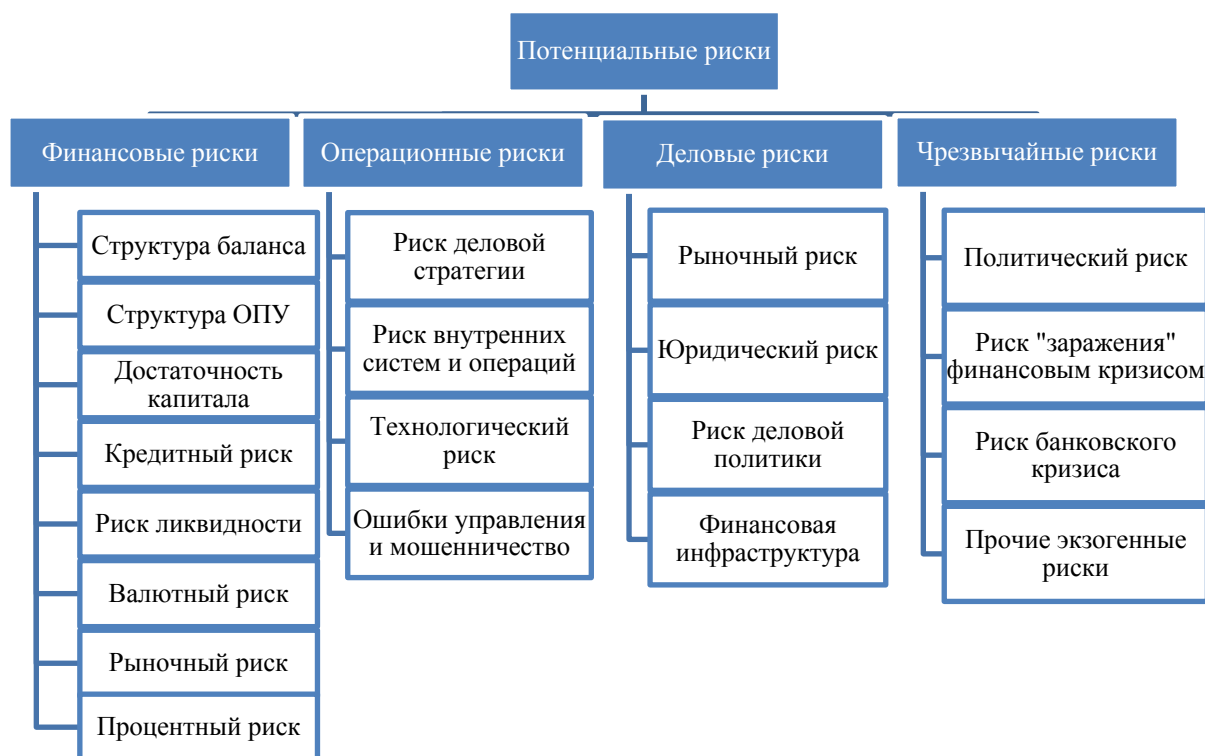 Потенциальные риски
Финансовые риски
Структура баланса
Структура ОПУ
Достаточность
капитала
Кредитный риск
Риск ликвидности
Валютный риск
Рыночный риск
Процентный риск
Операционные риски
Риск деловой
стратегии
Риск внутренних
систем и операций
Технологический
риск
Ошибки управления
и мошенничество
Деловые риски
Рыночный риск
Юридический риск
Риск деловой
политики
Финансовая
инфраструктура
Чрезвычайные риски
Политический риск
Риск "заражения"
финансовым кризисом
Риск банковского
кризиса
Прочие экзогенные
риски